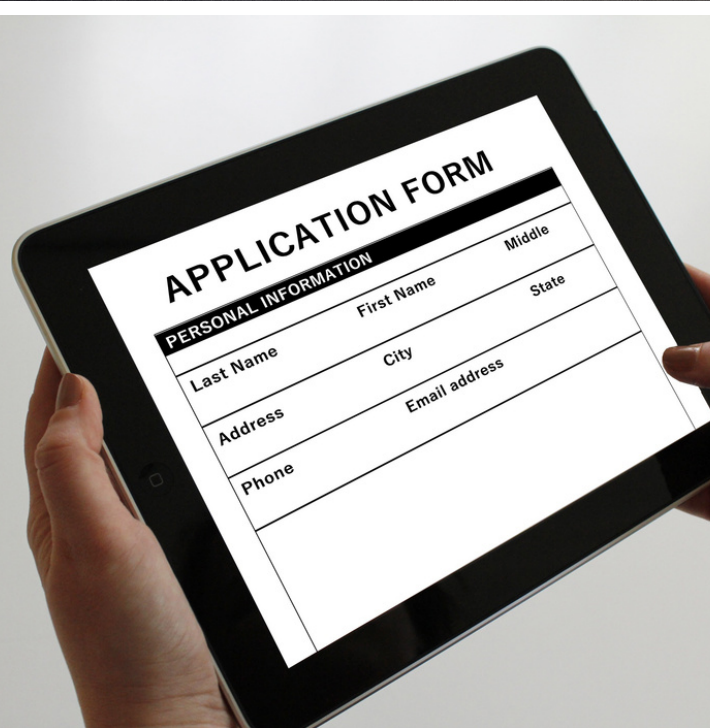 APPLICATION FORM
PERSONAL INFORMATION
Last Name First Name Middle
Address City State
Phone Email address